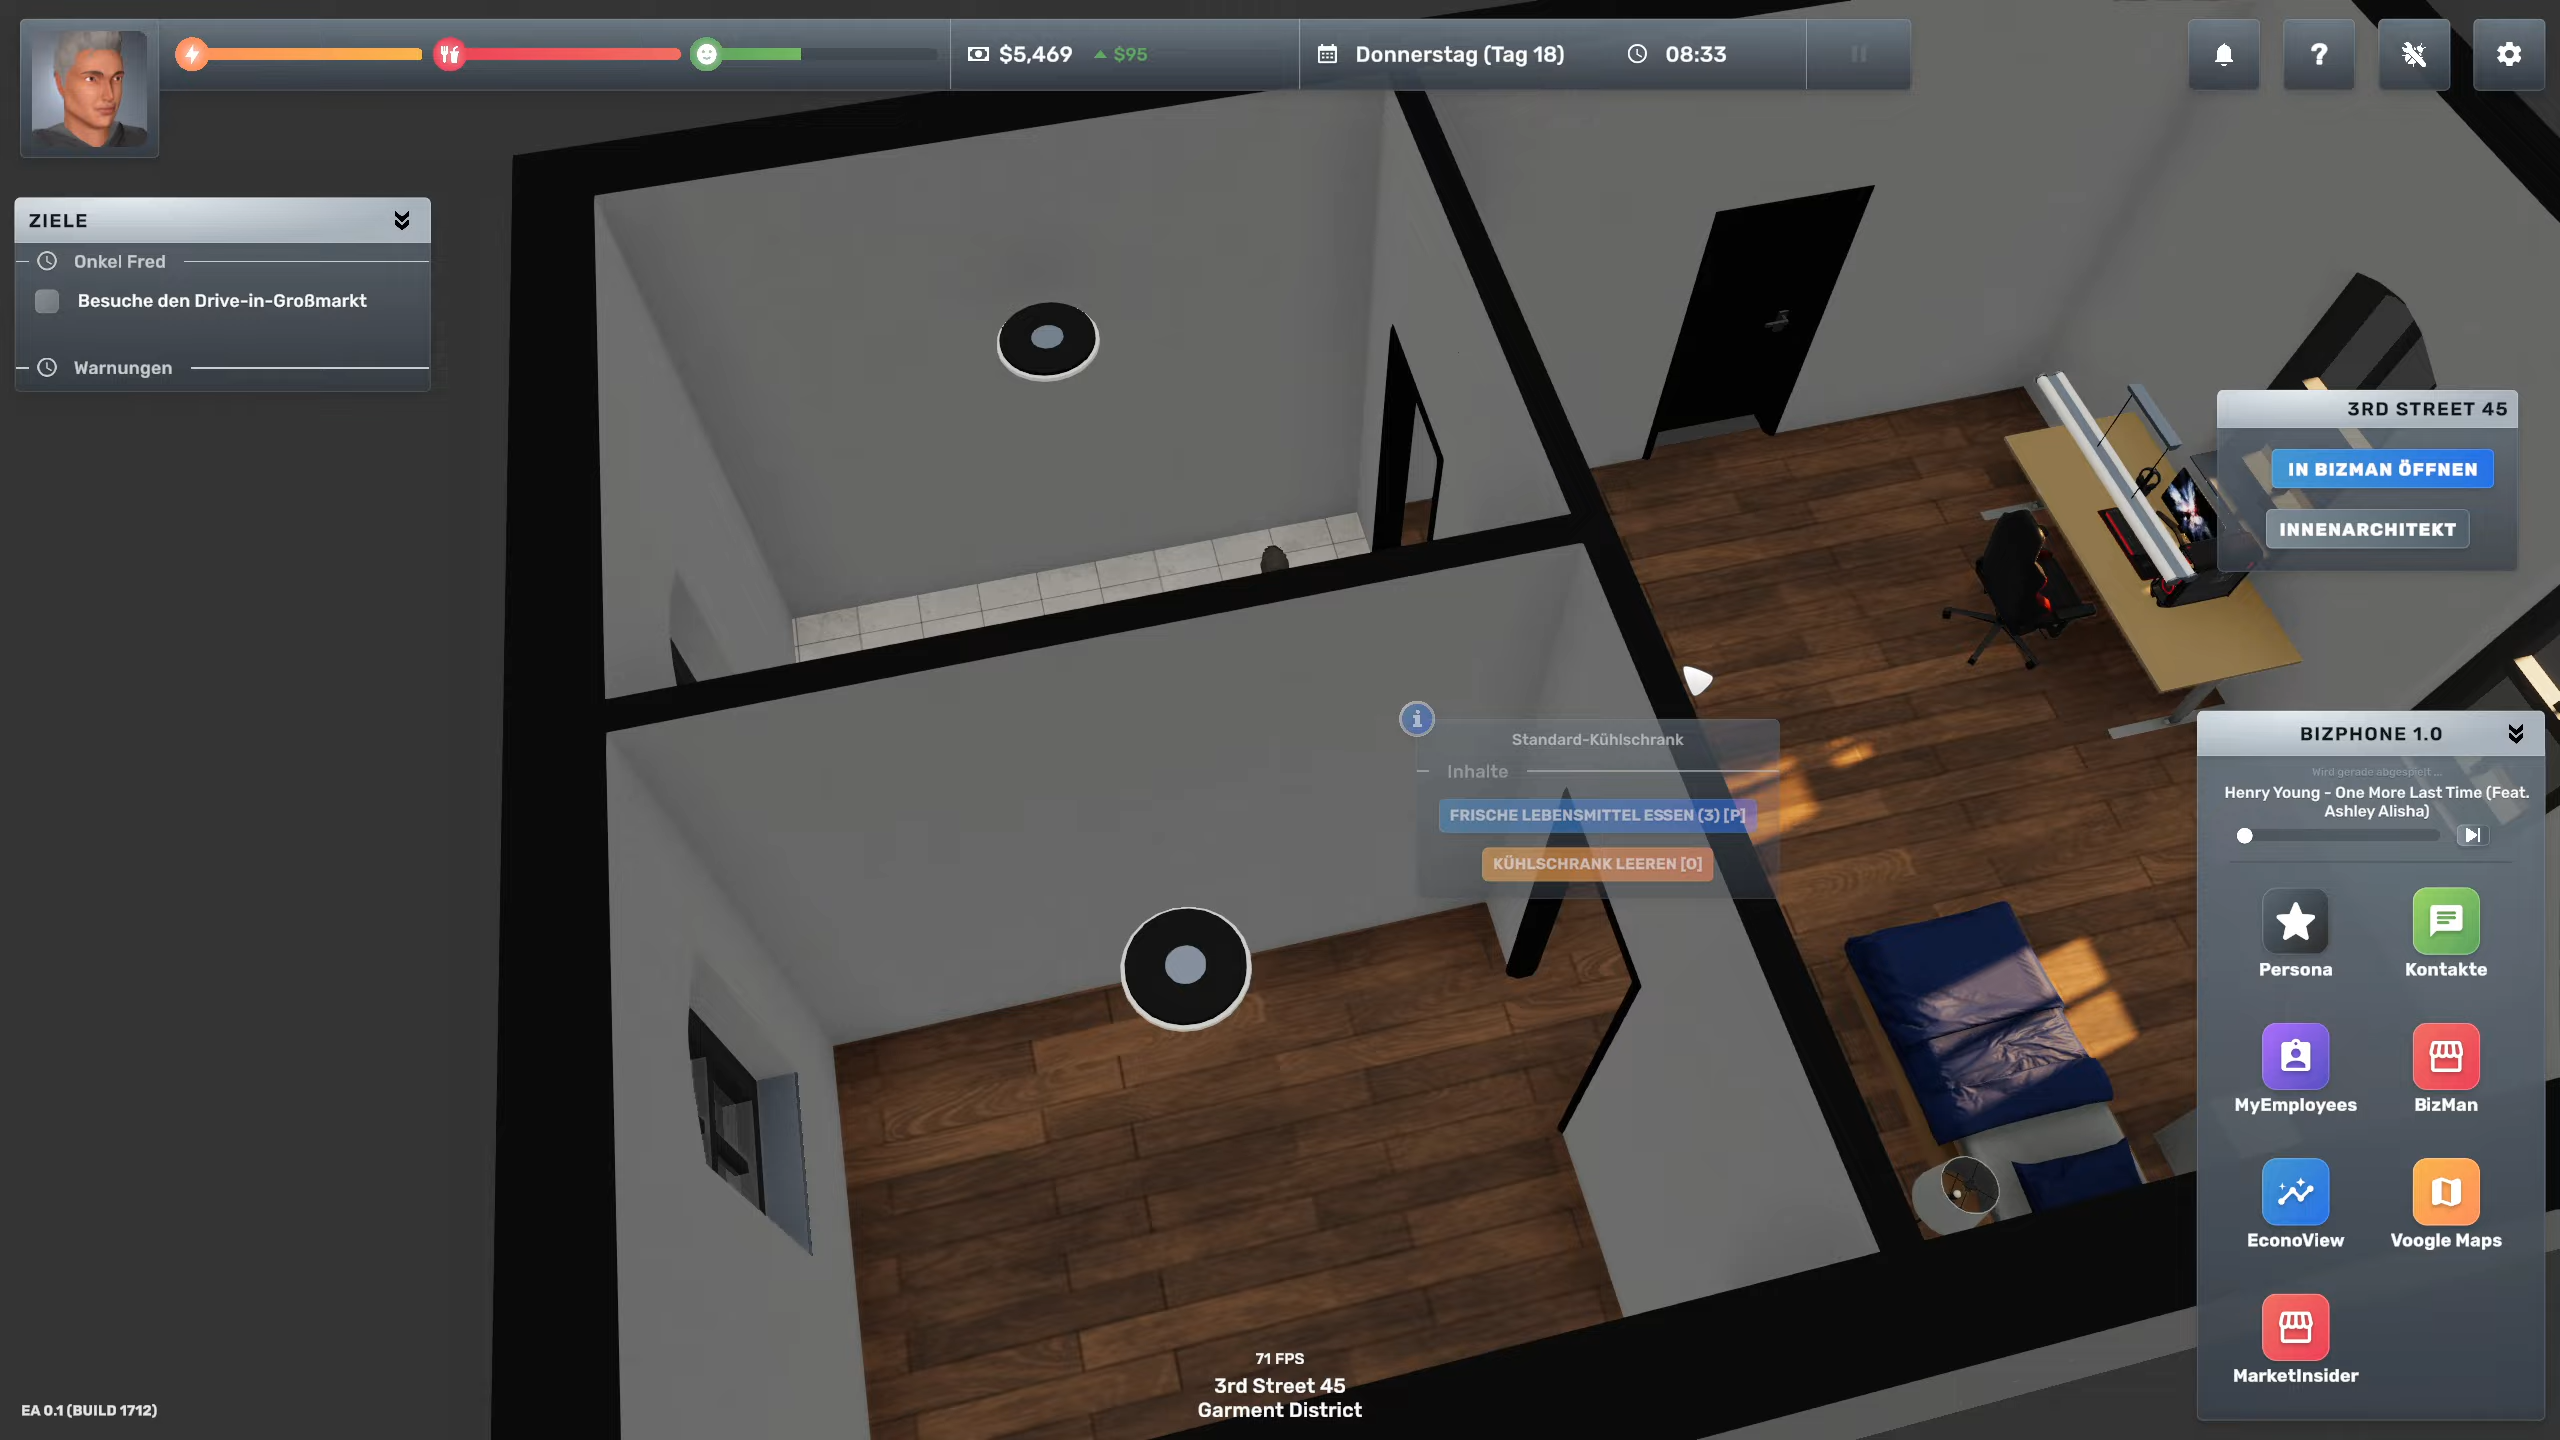 $5,469
$95
Donnerstag (Tag 18)
08:33
?
ZIELE
Onkel Fred
Besuche den Drive-in-Großmarkt
Warnungen
3RD STREET 45
IN BIZMAN ÖFFNEN
INNENARCHITEKT
i
Standard-Kühlschrank
Inhalte
FRISCHE LEBENSMITTEL ESSEN (3) [P]
KÜHLSCHRANK LEEREN [O]
BIZPHONE 1.0
Wird gerade abgespielt ...
Henry Young - One More Last Time (Feat.
Ashley Alisha)
Persona
Kontakte
MyEmployees
BizMan
EconoView
Voogle Maps
MarketInsider
71 FPS
3rd Street 45
Garment District
EA 0.1 (BUILD 1712)